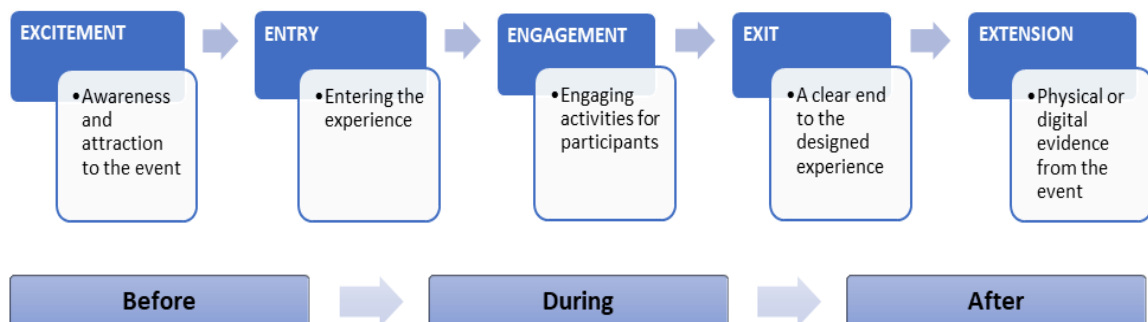 EXCITEMENT
•Awareness
and
attraction
to the event
ENTRY
•Entering the
experience
ENGAGEMENT
•Engaging
activities for
participants
EXIT
•A clear end
to the
designed
experience
EXTENSION
•Physical or
digital
evidence
from the
event
Before
During
After